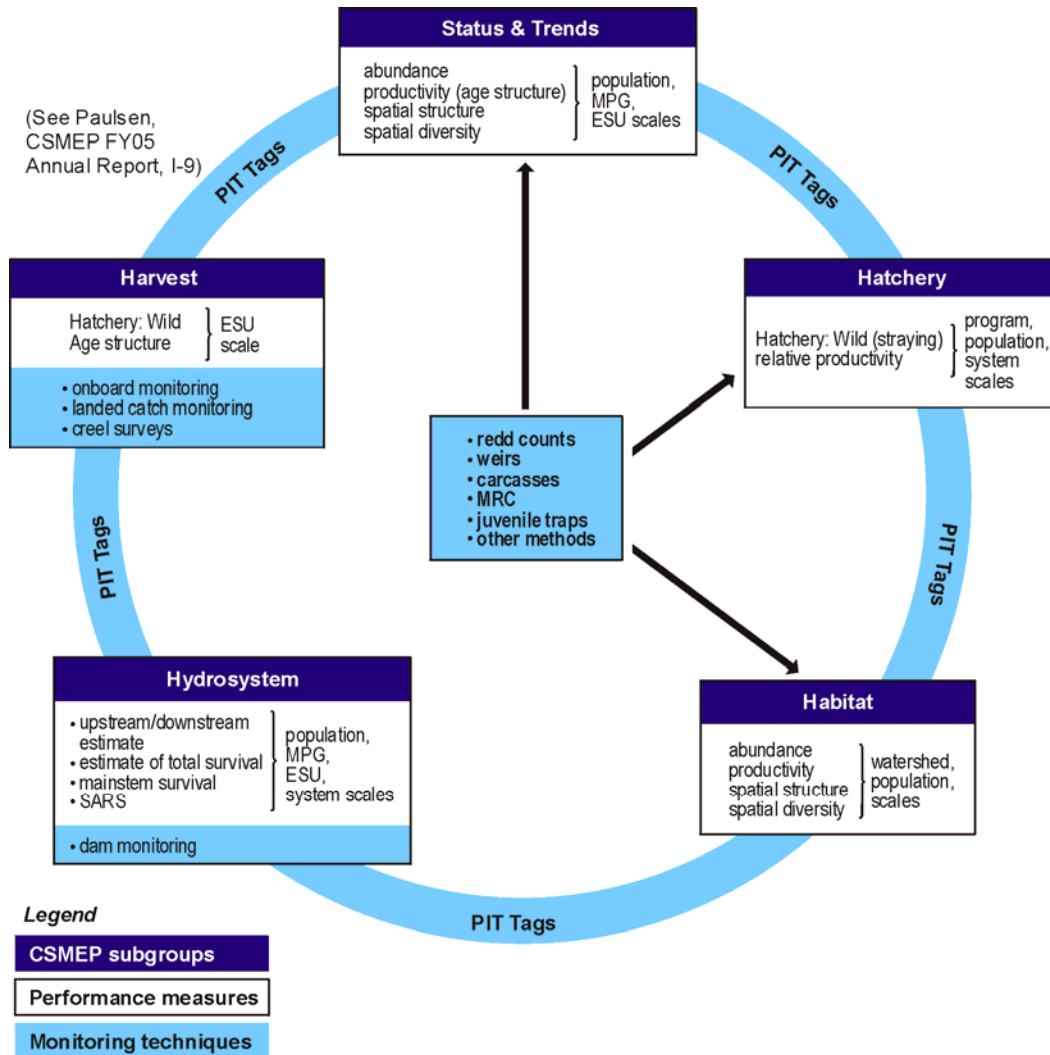 Status & Trends
abundance
productivity (age structure)
spatial structure
spatial diversity
population,
MPG,
ESU scales
(See Paulsen,
CSMEP FY05
Annual Report, I-9)
PIT Tags
PIT Tags
Harvest
Hatchery: Wild
Age structure
ESU
scale
• onboard monitoring
• landed catch monitoring
• creel surveys
Hatchery
Hatchery: Wild (straying)
relative productivity
program,
population,
system
scales
• redd counts
• weirs
• carcasses
• MRC
• juvenile traps
• other methods
PIT Tags
PIT Tags
Hydrosystem
• upstream/downstream
estimate
• estimate of total survival
• mainstem survival
• SARS
population,
MPG,
ESU,
system scales
• dam monitoring
Habitat
abundance
productivity
spatial structure
spatial diversity
watershed,
population,
scales
PIT Tags
Legend
CSMEP subgroups
Performance measures
Monitoring techniques